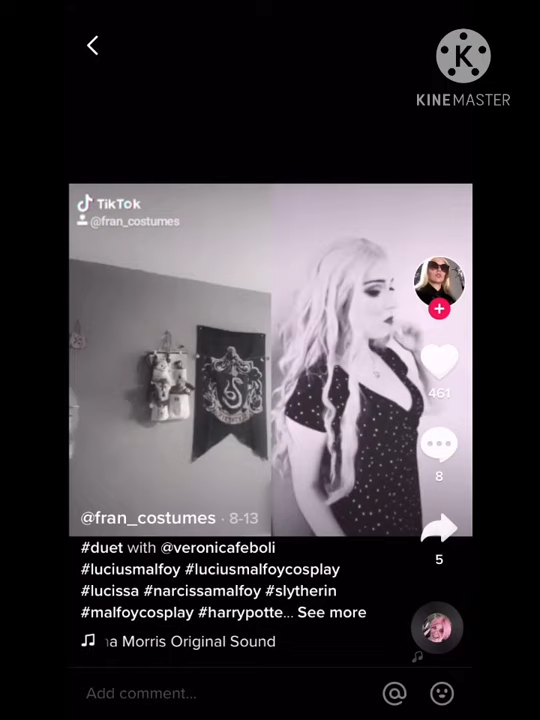 KINEMASTER
TikTok
@fran_costumes
461
8
5
@fran_costumes · 8-13
#duet with @veronicafeboli
#luciusmalfoy #luciusmalfoycosplay
#lucissa #narcissamalfoy #slytherin
#malfoycosplay #harrypotte... See more
a Morris Original Sound
Add comment...